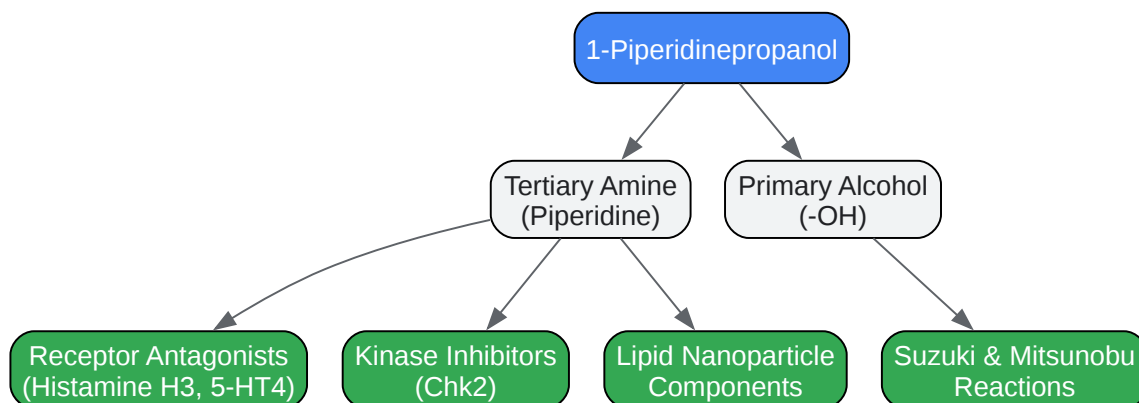 1-Piperidinepropanol
Tertiary Amine
(Piperidine)
Primary Alcohol
(-OH)
Receptor Antagonists
(Histamine H3, 5-HT4)
Kinase Inhibitors
(Chk2)
Lipid Nanoparticle
Components
Suzuki & Mitsunobu
Reactions